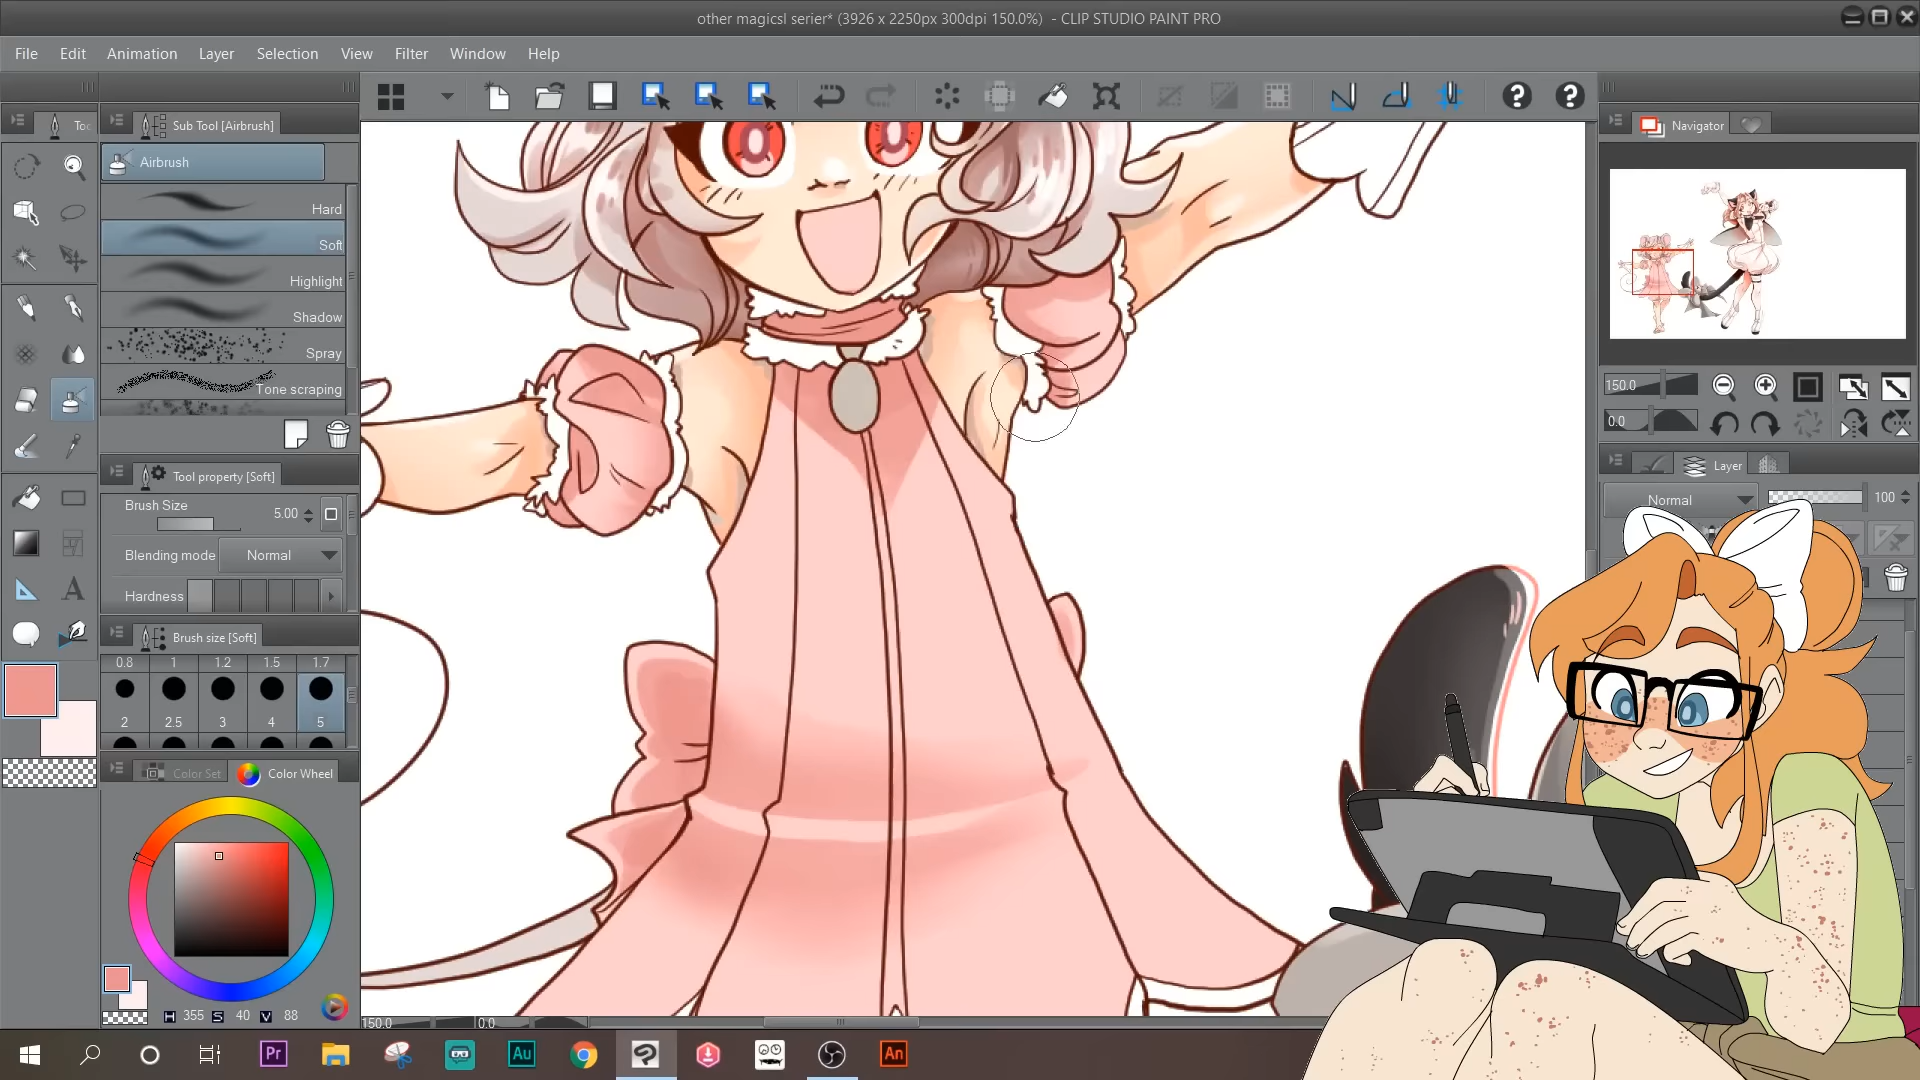 other magicsl serier* (3926 x 2250px 300dpi 150.0%) - CLIP STUDIO PAINT PRO
File Edit Animation Layer Selection View Filter Window Help
Sub Tool [Airbrush]
Navigator
Airbrush
Hard
Soft
Highlight
Shadow
Spray
Tone scraping
150.0
0.0
Layer
Normal 100
Tool property [Soft]
Brush Size 5.00
Blending mode Normal
Hardness
Brush size [Soft]
0.8 1 1.2 1.5 1.7
2 2.5 3 4 5
Color Set Color Wheel
H 355 S 40 V 88
150.0 0.0
Pr Au An